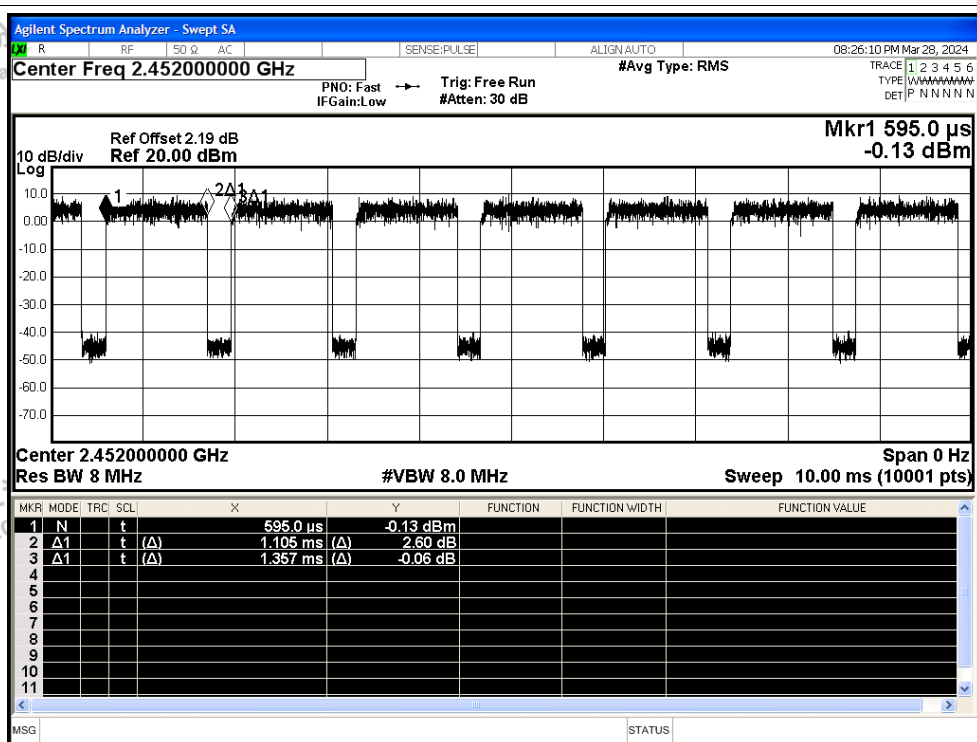 Agilent Spectrum Analyzer - Swept SA
LXI R RF 50 Ω AC SENSE:PULSE ALIGN AUTO 08:26:10 PM Mar 28, 2024
Center Freq 2.452000000 GHz
PNO: Fast
IFGain:Low
Trig: Free Run
#Atten: 30 dB
#Avg Type: RMS
TRACE 1 2 3 4 5 6
TYPE W
DET P N N N N N
Mkr1 595.0 µs
-0.13 dBm
Ref Offset 2.19 dB
10 dB/div Ref 20.00 dBm
Log
1 2Δ1 3Δ1
10.0
0.00
-10.0
-20.0
-30.0
-40.0
-50.0
-60.0
-70.0
Center 2.452000000 GHz Span 0 Hz
Res BW 8 MHz #VBW 8.0 MHz Sweep 10.00 ms (10001 pts)
MKR MODE TRC SCL X Y FUNCTION FUNCTION WIDTH FUNCTION VALUE
1 N t 595.0 µs -0.13 dBm
2 Δ1 t (Δ) 1.105 ms (Δ) 2.60 dB
3 Δ1 t (Δ) 1.357 ms (Δ) -0.06 dB
4
5
6
7
8
9
10
11
MSG STATUS